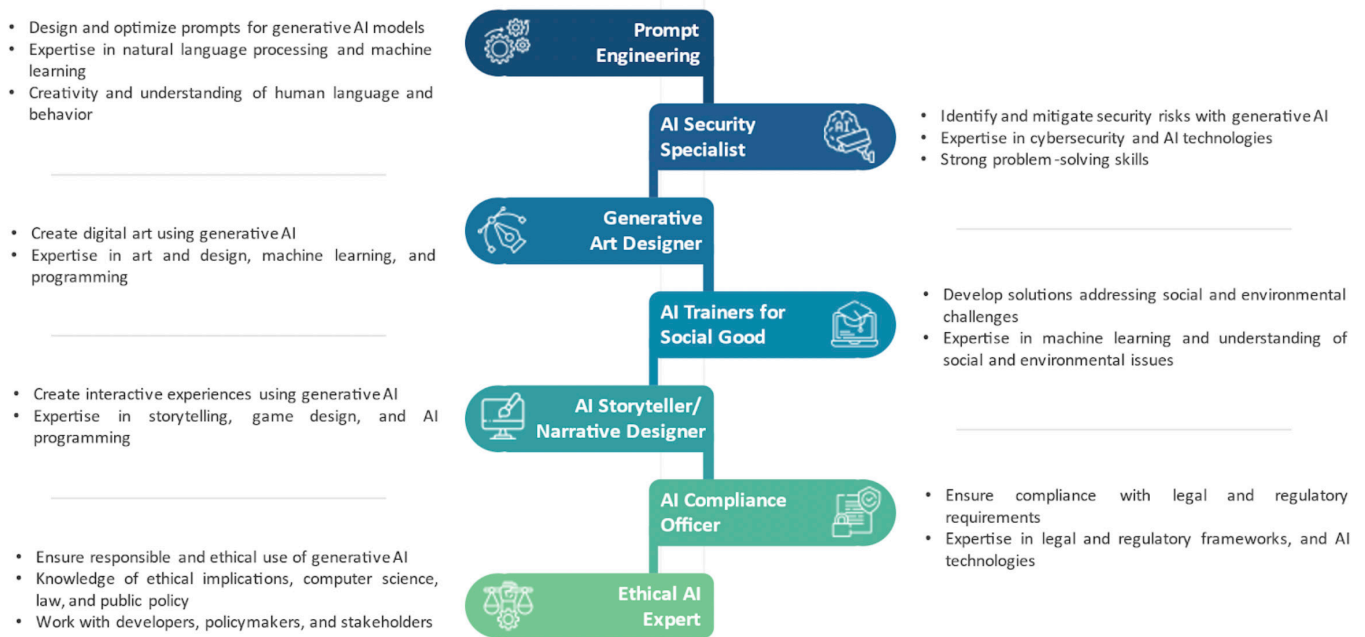 • Design and optimize prompts for generative AI models
• Expertise in natural language processing and machine
learning
• Creativity and understanding of human language and
behavior
Prompt
Engineering
AI Security
Specialist
AI
• Identify and mitigate security risks with generative AI
• Expertise in cybersecurity and AI technologies
• Strong problem-solving skills
• Create digital art using generative AI
• Expertise in art and design, machine learning, and
programming
Generative
Art Designer
AI Trainers for
Social Good
• Develop solutions addressing social and environmental
challenges
• Expertise in machine learning and understanding of
social and environmental issues
• Create interactive experiences using generative AI
• Expertise in storytelling, game design, and AI
programming
AI Storyteller/
Narrative Designer
AI Compliance
Officer
• Ensure compliance with legal and regulatory
requirements
• Expertise in legal and regulatory frameworks, and AI
technologies
• Ensure responsible and ethical use of generative AI
• Knowledge of ethical implications, computer science,
law, and public policy
• Work with developers, policymakers, and stakeholders
Ethical AI
Expert